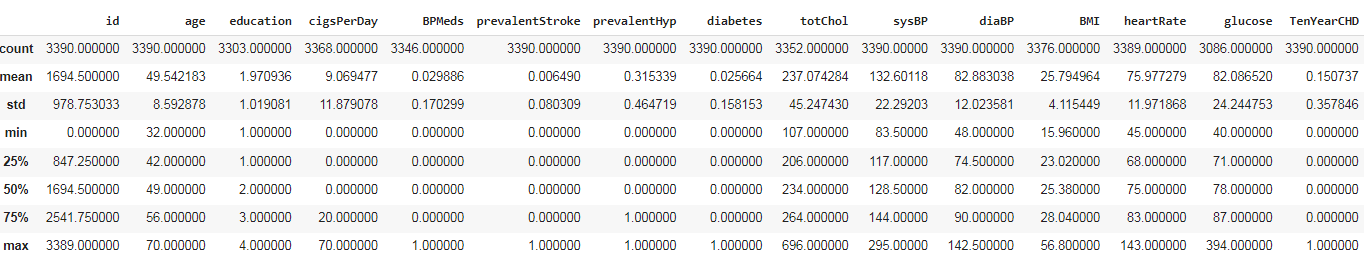 id age education cigsPerDay BPMeds prevalentStroke prevalentHyp diabetes totChol sysBP diaBP BMI heartRate glucose TenYearCHD
count 3390.000000 3390.000000 3303.000000 3368.000000 3346.000000 3390.000000 3390.000000 3390.000000 3352.000000 3390.00000 3390.000000 3376.000000 3389.000000 3086.000000 3390.000000
mean 1694.500000 49.542183 1.970936 9.069477 0.029886 0.006490 0.315339 0.025664 237.074284 132.60118 82.883038 25.794964 75.977279 82.086520 0.150737
std 978.753033 8.592878 1.019081 11.879078 0.170299 0.080309 0.464719 0.158153 45.247430 22.29203 12.023581 4.115449 11.971868 24.244753 0.357846
min 0.000000 32.000000 1.000000 0.000000 0.000000 0.000000 0.000000 0.000000 107.000000 83.50000 48.000000 15.960000 45.000000 40.000000 0.000000
25% 847.250000 42.000000 1.000000 0.000000 0.000000 0.000000 0.000000 0.000000 206.000000 117.00000 74.500000 23.020000 68.000000 71.000000 0.000000
50% 1694.500000 49.000000 2.000000 0.000000 0.000000 0.000000 0.000000 0.000000 234.000000 128.50000 82.000000 25.380000 75.000000 78.000000 0.000000
75% 2541.750000 56.000000 3.000000 20.000000 0.000000 0.000000 1.000000 0.000000 264.000000 144.00000 90.000000 28.040000 83.000000 87.000000 0.000000
max 3389.000000 70.000000 4.000000 70.000000 1.000000 1.000000 1.000000 1.000000 696.000000 295.00000 142.500000 56.800000 143.000000 394.000000 1.000000